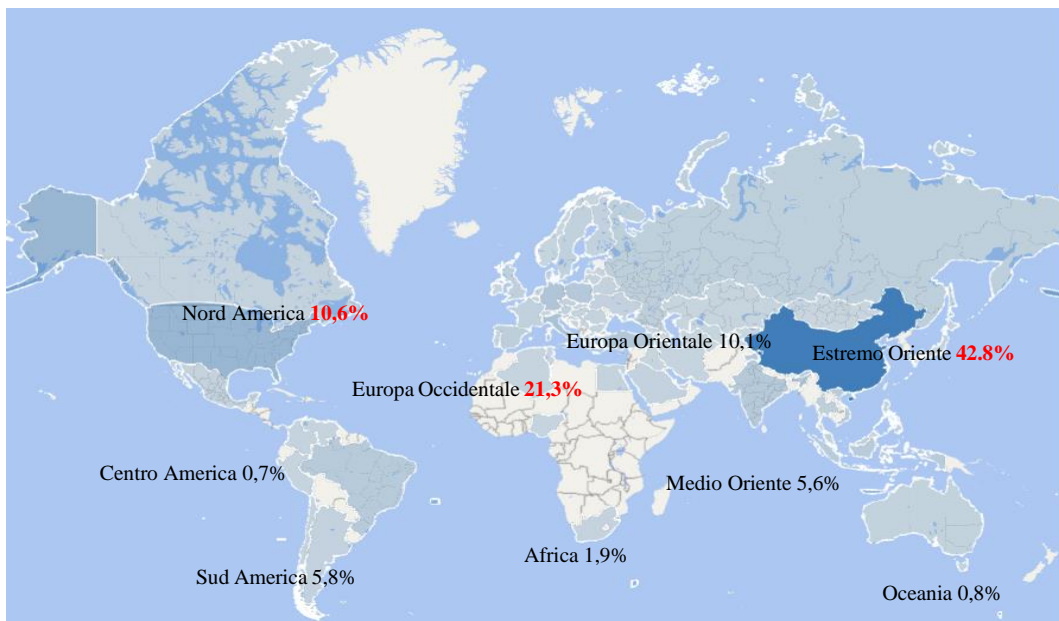 Nord America 10,6%
Europa Orientale 10,1%
Estremo Oriente 42.8%
Europa Occidentale 21,3%
Centro America 0,7%
Medio Oriente 5,6%
Africa 1,9%
Sud America 5,8%
Oceania 0,8%